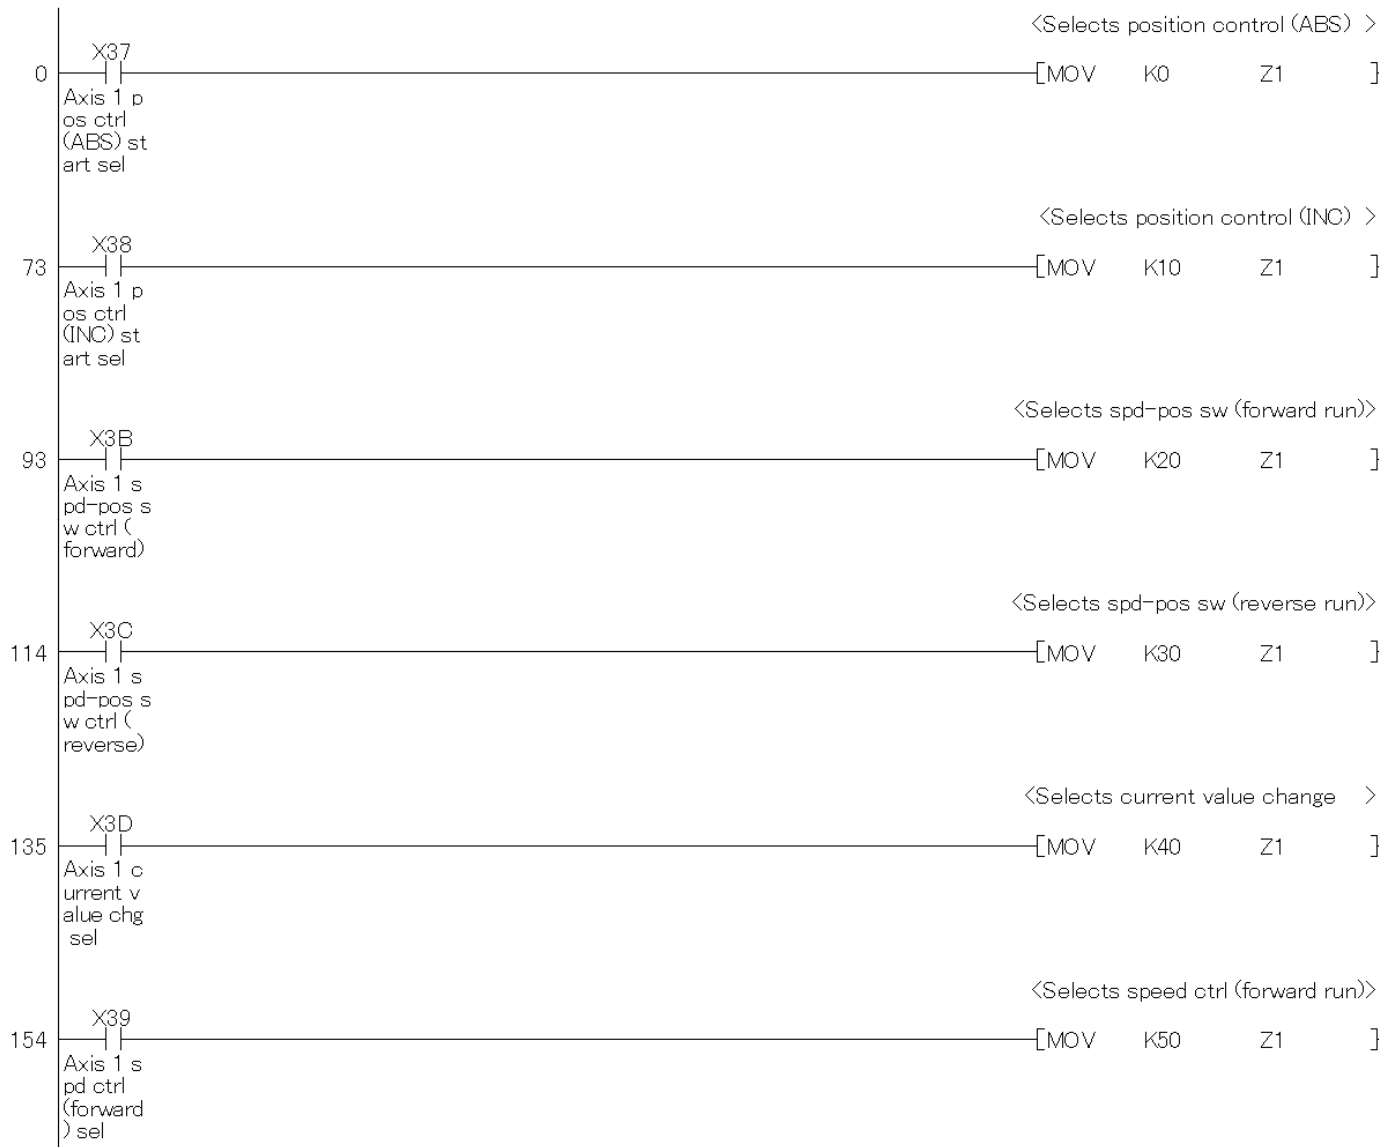 <Selects position control (ABS) >
X37
0 [MOV K0 Z1 ]
Axis 1 p
os ctrl
(ABS) st
art sel
<Selects position control (INC) >
X38
73 [MOV K10 Z1 ]
Axis 1 p
os ctrl
(INC) st
art sel
<Selects spd-pos sw (forward run)>
X3B
93 [MOV K20 Z1 ]
Axis 1 s
pd-pos s
w ctrl (
forward)
<Selects spd-pos sw (reverse run)>
X3C
114 [MOV K30 Z1 ]
Axis 1 s
pd-pos s
w ctrl (
reverse)
<Selects current value change >
X3D
135 [MOV K40 Z1 ]
Axis 1 c
urrent v
alue chg
sel
<Selects speed ctrl (forward run)>
X39
154 [MOV K50 Z1 ]
Axis 1 s
pd ctrl
(forward
) sel